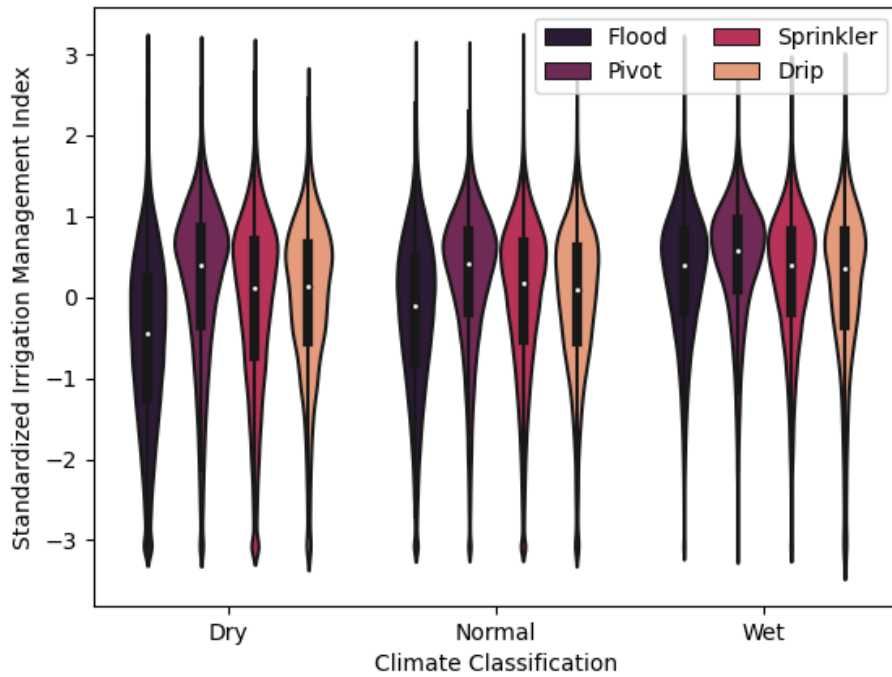 Flood Sprinkler
Pivot Drip
Standardized Irrigation Management Index
3
2
1
0
−1
−2
−3
Dry Normal Wet
Climate Classification